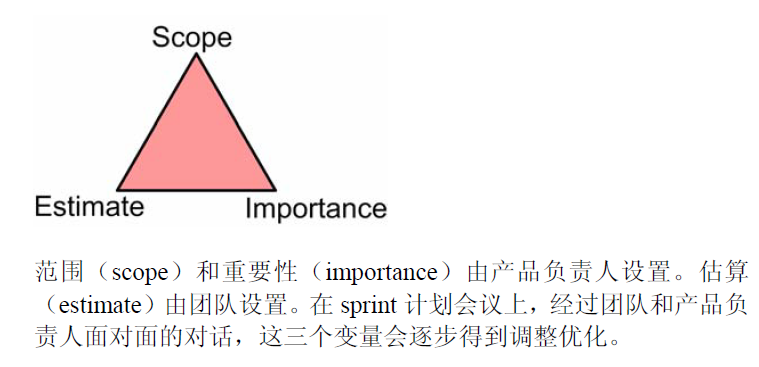 Scope
Estimate
Importance
范围（scope）和重要性（importance）由产品负责人设置。估算
（estimate）由团队设置。在 sprint 计划会议上，经过团队和产品负
责人面对面的对话，这三个变量会逐步得到调整优化。